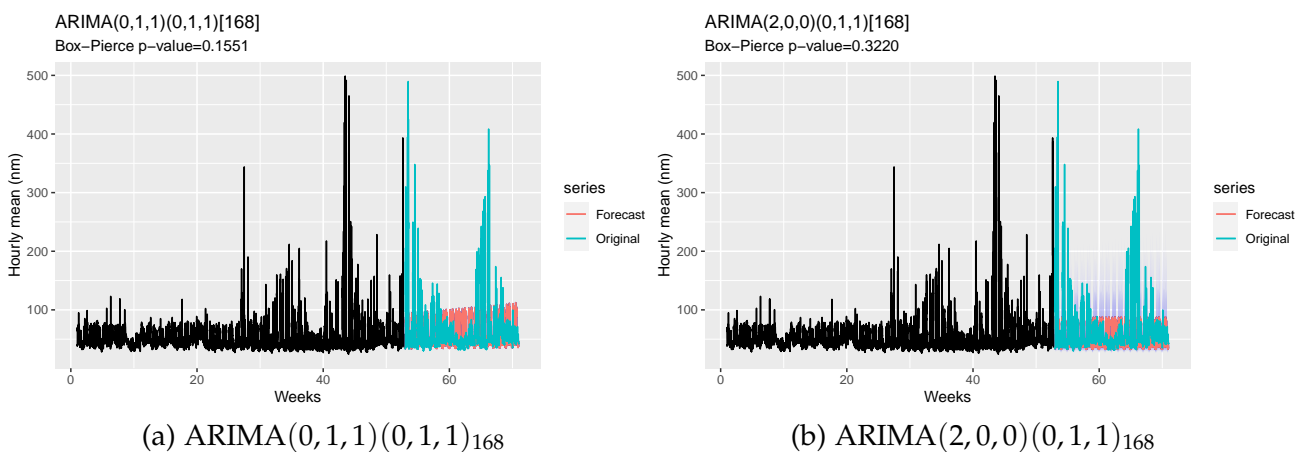 ARIMA(0,1,1)(0,1,1)[168]
Box−Pierce p−value=0.1551
500
400
300
200
100
Hourly mean (nm)
0
20
40
60
Weeks
series
Forecast
Original
(a) ARIMA(0, 1, 1)(0, 1, 1)168
ARIMA(2,0,0)(0,1,1)[168]
Box−Pierce p−value=0.3220
500
400
300
200
100
Hourly mean (nm)
0
20
40
60
Weeks
series
Forecast
Original
(b) ARIMA(2, 0, 0)(0, 1, 1)168